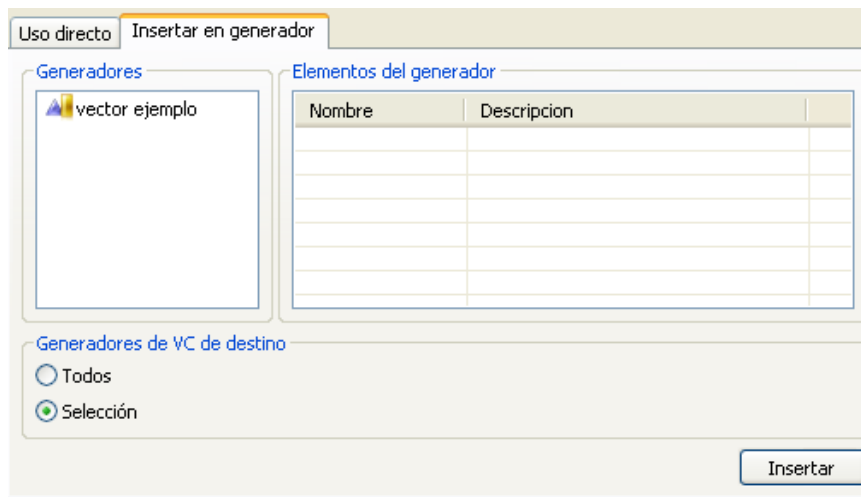 Uso directo
Insertar en generador
Generadores
vector ejemplo
Elementos del generador
Nombre
Descripcion
Generadores de VC de destino
Todos
Selección
Insertar